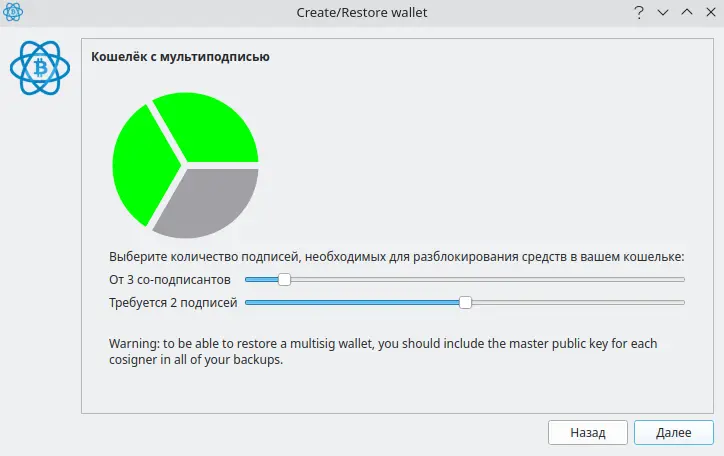 Create/Restore wallet
Кошелёк с мультиподписью
Выберите количество подписей, необходимых для разблокирования средств в вашем кошельке:
От 3 со-подписантов
Требуется 2 подписей
Warning: to be able to restore a multisig wallet, you should include the master public key for each
cosigner in all of your backups.
Назад
Далее